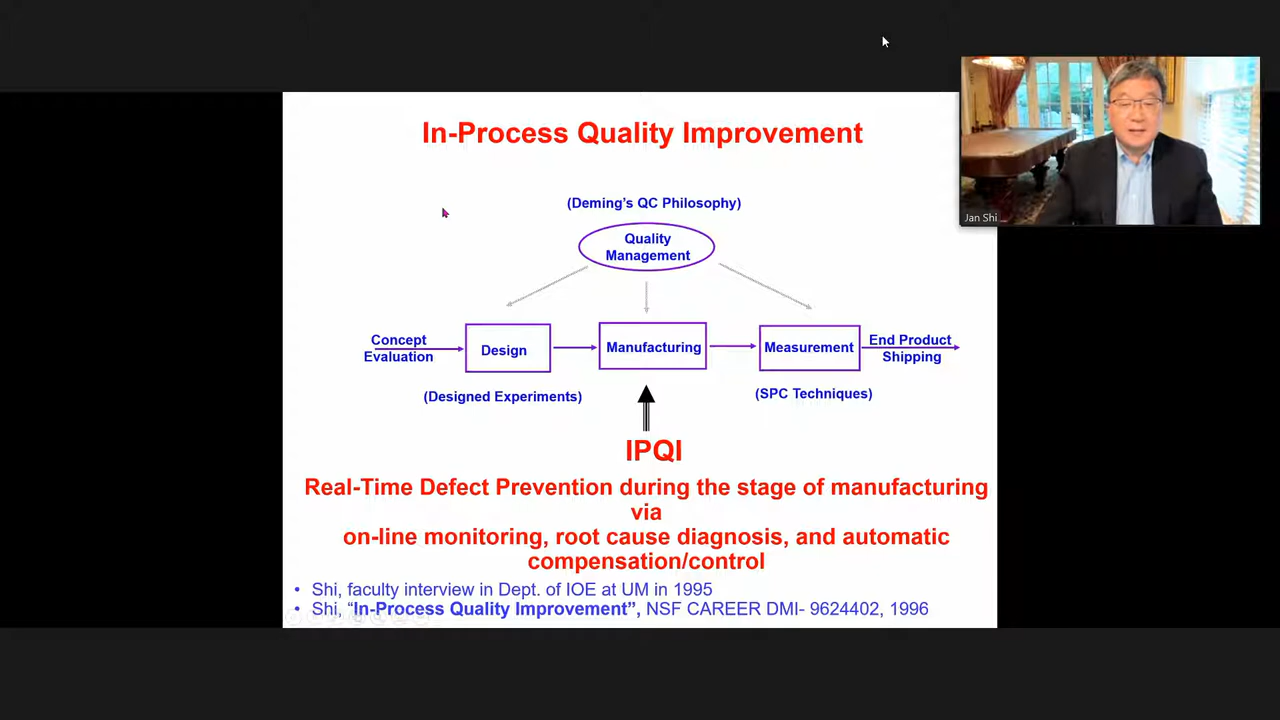 In-Process Quality Improvement
(Deming's QC Philosophy)
Quality
Management
Concept
Evaluation
Design
Manufacturing
Measurement
End Product
Shipping
(Designed Experiments)
(SPC Techniques)
IPQI
Real-Time Defect Prevention during the stage of manufacturing
via
on-line monitoring, root cause diagnosis, and automatic
compensation/control
• Shi, faculty interview in Dept. of IOE at UM in 1995
• Shi, “In-Process Quality Improvement”, NSF CAREER DMI- 9624402, 1996
Jan Shi